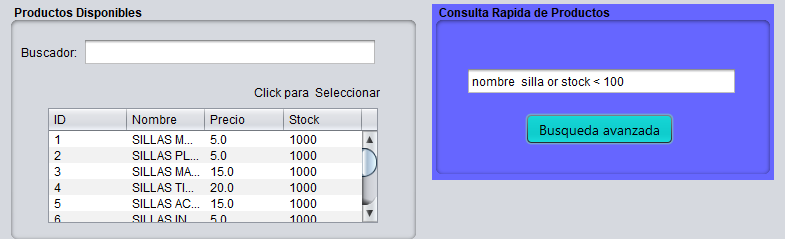 Productos Disponibles
Buscador:
Click para Seleccionar
ID Nombre Precio Stock
1 SILLAS M... 5.0 1000
2 SILLAS PL... 5.0 1000
3 SILLAS MA... 15.0 1000
4 SILLAS TI... 20.0 1000
5 SILLAS AC... 15.0 1000
6 SILLAS IN... 5.0 1000
Consulta Rapida de Productos
nombre silla or stock < 100
Busqueda avanzada